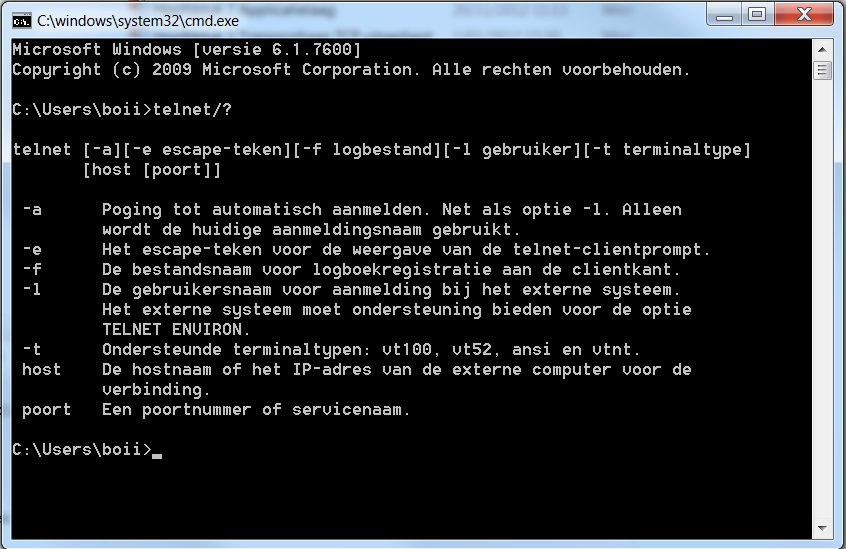 C:\windows\system32\cmd.exe
Microsoft Windows [versie 6.1.7600]
Copyright (c) 2009 Microsoft Corporation. Alle rechten voorbehouden.
C:\Users\boii>telnet/?
telnet [-a][-e escape-teken][-f logbestand][-l gebruiker][-t terminaltype]
[host [poort]]
-a Poging tot automatisch aanmelden. Net als optie -l. Alleen
wordt de huidige aanmeldingsnaam gebruikt.
-e Het escape-teken voor de weergave van de telnet-clientprompt.
-f De bestandsnaam voor logboekregistratie aan de clientkant.
-l De gebruikersnaam voor aanmelding bij het externe systeem.
Het externe systeem moet ondersteuning bieden voor de optie
TELNET ENVIRON.
-t Ondersteunde terminaltypen: vt100, vt52, ansi en vtnt.
host De hostnaam of het IP-adres van de externe computer voor de
verbinding.
poort Een poortnummer of servicenaam.
C:\Users\boii>_